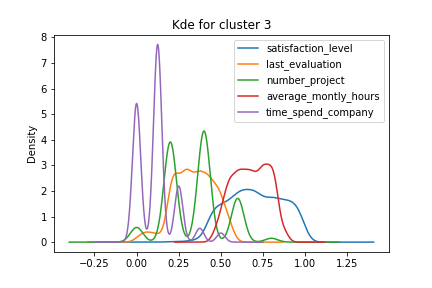 Kde for cluster 3
Density
8
7
6
5
4
3
2
1
0
−0.25
0.00
0.25
0.50
0.75
1.00
1.25
satisfaction_level
last_evaluation
number_project
average_montly_hours
time_spend_company